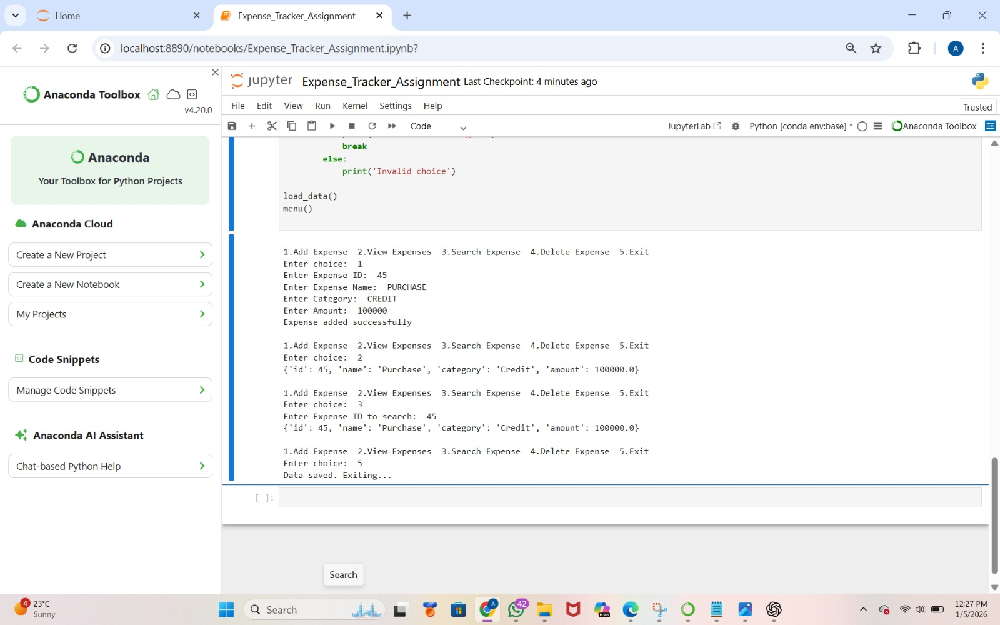 Home
Expense_Tracker_Assignment
localhost:8890/notebooks/Expense_Tracker_Assignment.ipynb?
A
Anaconda Toolbox
v4.20.0
Anaconda
Your Toolbox for Python Projects
Anaconda Cloud
Create a New Project
Create a New Notebook
My Projects
Code Snippets
Manage Code Snippets
Anaconda AI Assistant
Chat-based Python Help
jupyter Expense_Tracker_Assignment Last Checkpoint: 4 minutes ago
File Edit View Run Kernel Settings Help
Trusted
Code
JupyterLab
Python [conda env:base] *
Anaconda Toolbox
break
else:
print('Invalid choice')
load_data()
menu()
1.Add Expense  2.View Expenses  3.Search Expense  4.Delete Expense  5.Exit
Enter choice:  1
Enter Expense ID:  45
Enter Expense Name:  PURCHASE
Enter Category:  CREDIT
Enter Amount:  100000
Expense added successfully
1.Add Expense  2.View Expenses  3.Search Expense  4.Delete Expense  5.Exit
Enter choice:  2
{'id': 45, 'name': 'Purchase', 'category': 'Credit', 'amount': 100000.0}
1.Add Expense  2.View Expenses  3.Search Expense  4.Delete Expense  5.Exit
Enter choice:  3
Enter Expense ID to search:  45
{'id': 45, 'name': 'Purchase', 'category': 'Credit', 'amount': 100000.0}
1.Add Expense  2.View Expenses  3.Search Expense  4.Delete Expense  5.Exit
Enter choice:  5
Data saved. Exiting...
[ ]:
Search
4
23°C
Sunny
Search
A
42
M365
12:27 PM
1/5/2026